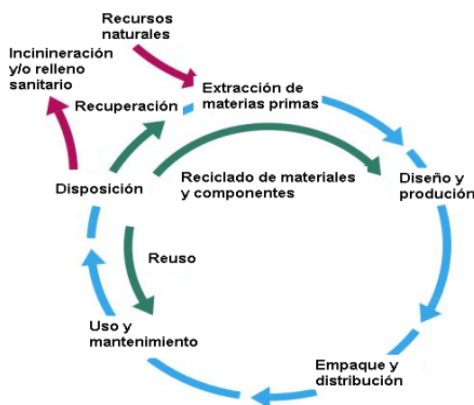 Recursos
naturales
Incinineración
y/o relleno
sanitario
Recuperación
Extracción de
materias primas
Disposición
Reciclado de materiales
y componentes
Diseño y
produción
Reuso
Uso y
mantenimiento
Empaque y
distribución